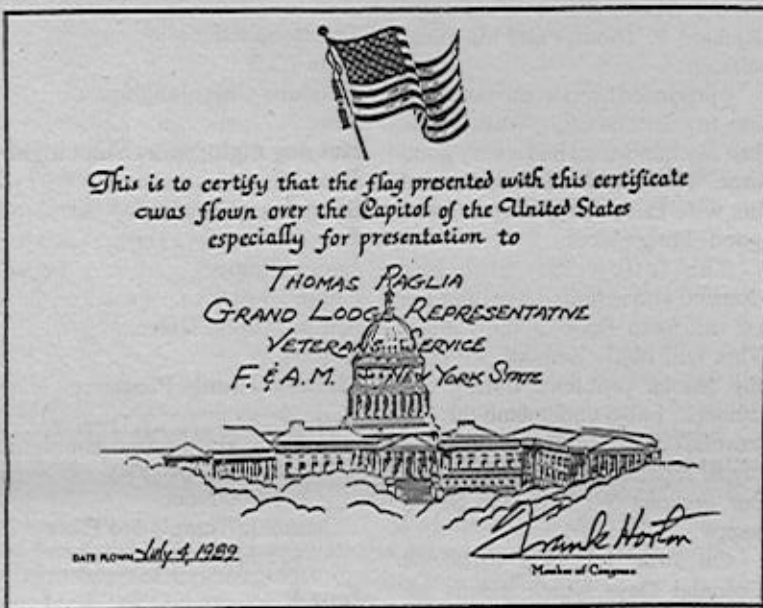 This is to certify that the flag presented with this certificate
was flown over the Capitol of the United States
especially for presentation to
THOMAS RAGLIA
GRAND LODGE REPRESENTATIVE
VETERANS SERVICE
F. & A.M. NEW YORK STATE
DATE FLOWN July 4, 1989
Frank Horton
Member of Congress